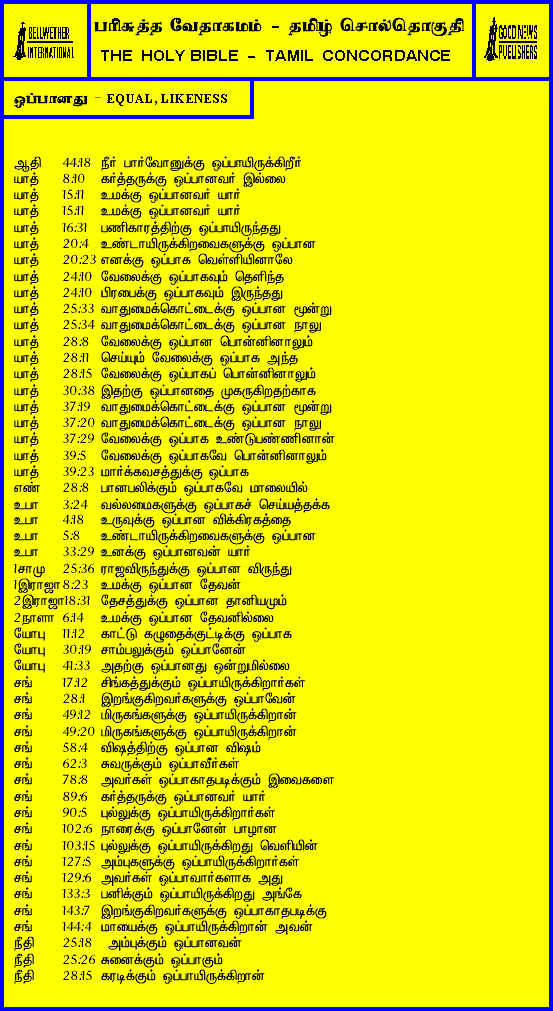 BELLWETHER INTERNATIONAL
பரிசுத்த வேதாகமம் - தமிழ் சொல்தொகுதி
THE HOLY BIBLE - TAMIL CONCORDANCE
GOOD NEWS PUBLISHERS
ஒப்பானது - EQUAL, LIKENESS
ஆதி 44:18 நீர் பார்வோனுக்கு ஒப்பாயிருக்கிறீர்
யாத் 8:10 கர்த்தருக்கு ஒப்பானவர் இல்லை
யாத் 15:11 உமக்கு ஒப்பானவர் யார்
யாத் 15:11 உமக்கு ஒப்பானவர் யார்
யாத் 16:31 பணிகாரத்திற்கு ஒப்பாயிருந்தது
யாத் 20:4 உண்டாயிருக்கிறவைகளுக்கு ஒப்பான
யாத் 20:23 எனக்கு ஒப்பாக வெள்ளியினாலே
யாத் 24:10 வேலைக்கு ஒப்பாகவும் தெளிந்த
யாத் 24:10 பிரபைக்கு ஒப்பாகவும் இருந்தது
யாத் 25:33 வாதுமைக்கொட்டைக்கு ஒப்பான மூன்று
யாத் 25:34 வாதுமைக்கொட்டைக்கு ஒப்பான நாலு
யாத் 28:8 வேலைக்கு ஒப்பான பொன்னினாலும்
யாத் 28:11 செய்யும் வேலைக்கு ஒப்பாக அந்த
யாத் 28:15 வேலைக்கு ஒப்பாகப் பொன்னினாலும்
யாத் 30:38 இதற்கு ஒப்பானதை முகருகிறதற்காக
யாத் 37:19 வாதுமைக்கொட்டைக்கு ஒப்பான மூன்று
யாத் 37:20 வாதுமைக்கொட்டைக்கு ஒப்பான நாலு
யாத் 37:29 வேலைக்கு ஒப்பாக உண்டுபண்ணினான்
யாத் 39:5 வேலைக்கு ஒப்பாகவே பொன்னினாலும்
யாத் 39:23 மார்க்கவசத்துக்கு ஒப்பாக
எண் 28:8 பானபலிக்கும் ஒப்பாகவே மாலையில்
உபா 3:24 வல்லமைகளுக்கு ஒப்பாகச் செய்யத்தக்க
உபா 4:18 உருவுக்கு ஒப்பான விக்கிரகத்தை
உபா 5:8 உண்டாயிருக்கிறவைகளுக்கு ஒப்பான
உபா 33:29 உனக்கு ஒப்பானவன் யார்
1சாமு 25:36 ராஜவிருந்துக்கு ஒப்பான விருந்து
1இராஜா 8:23 உமக்கு ஒப்பான தேவன்
2இராஜா 18:31 தேசத்துக்கு ஒப்பான தானியமும்
2நாளா 6:14 உமக்கு ஒப்பான தேவனில்லை
யோபு 11:12 காட்டு கழுதைக்குட்டிக்கு ஒப்பாக
யோபு 30:19 சாம்பலுக்கும் ஒப்பானேன்
யோபு 41:33 அதற்கு ஒப்பானது ஒன்றுமில்லை
சங் 17:12 சிங்கத்துக்கும் ஒப்பாயிருக்கிறார்கள்
சங் 28:1 இறங்குகிறவர்களுக்கு ஒப்பாவேன்
சங் 49:12 மிருகங்களுக்கு ஒப்பாயிருக்கிறான்
சங் 49:20 மிருகங்களுக்கு ஒப்பாயிருக்கிறான்
சங் 58:4 விஷத்திற்கு ஒப்பான விஷம்
சங் 62:3 சுவருக்கும் ஒப்பாவீர்கள்
சங் 78:8 அவர்கள் ஒப்பாகாதபடிக்கும் இவைகளை
சங் 89:6 கர்த்தருக்கு ஒப்பானவர் யார்
சங் 90:5 புல்லுக்கு ஒப்பாயிருக்கிறார்கள்
சங் 102:6 நாரைக்கு ஒப்பானேன் பாழான
சங் 103:15 புல்லுக்கு ஒப்பாயிருக்கிறது வெளியின்
சங் 127:5 அம்புகளுக்கு ஒப்பாயிருக்கிறார்கள்
சங் 129:6 அவர்கள் ஒப்பாவார்களாக அது
சங் 133:3 பனிக்கும் ஒப்பாயிருக்கிறது அங்கே
சங் 143:7 இறங்குகிறவர்களுக்கு ஒப்பாகாதபடிக்கு
சங் 144:4 மாயைக்கு ஒப்பாயிருக்கிறான் அவன்
நீதி 25:18 அம்புக்கும் ஒப்பானவன்
நீதி 25:26 சுனைக்கும் ஒப்பாகும்
நீதி 28:15 கரடிக்கும் ஒப்பாயிருக்கிறான்